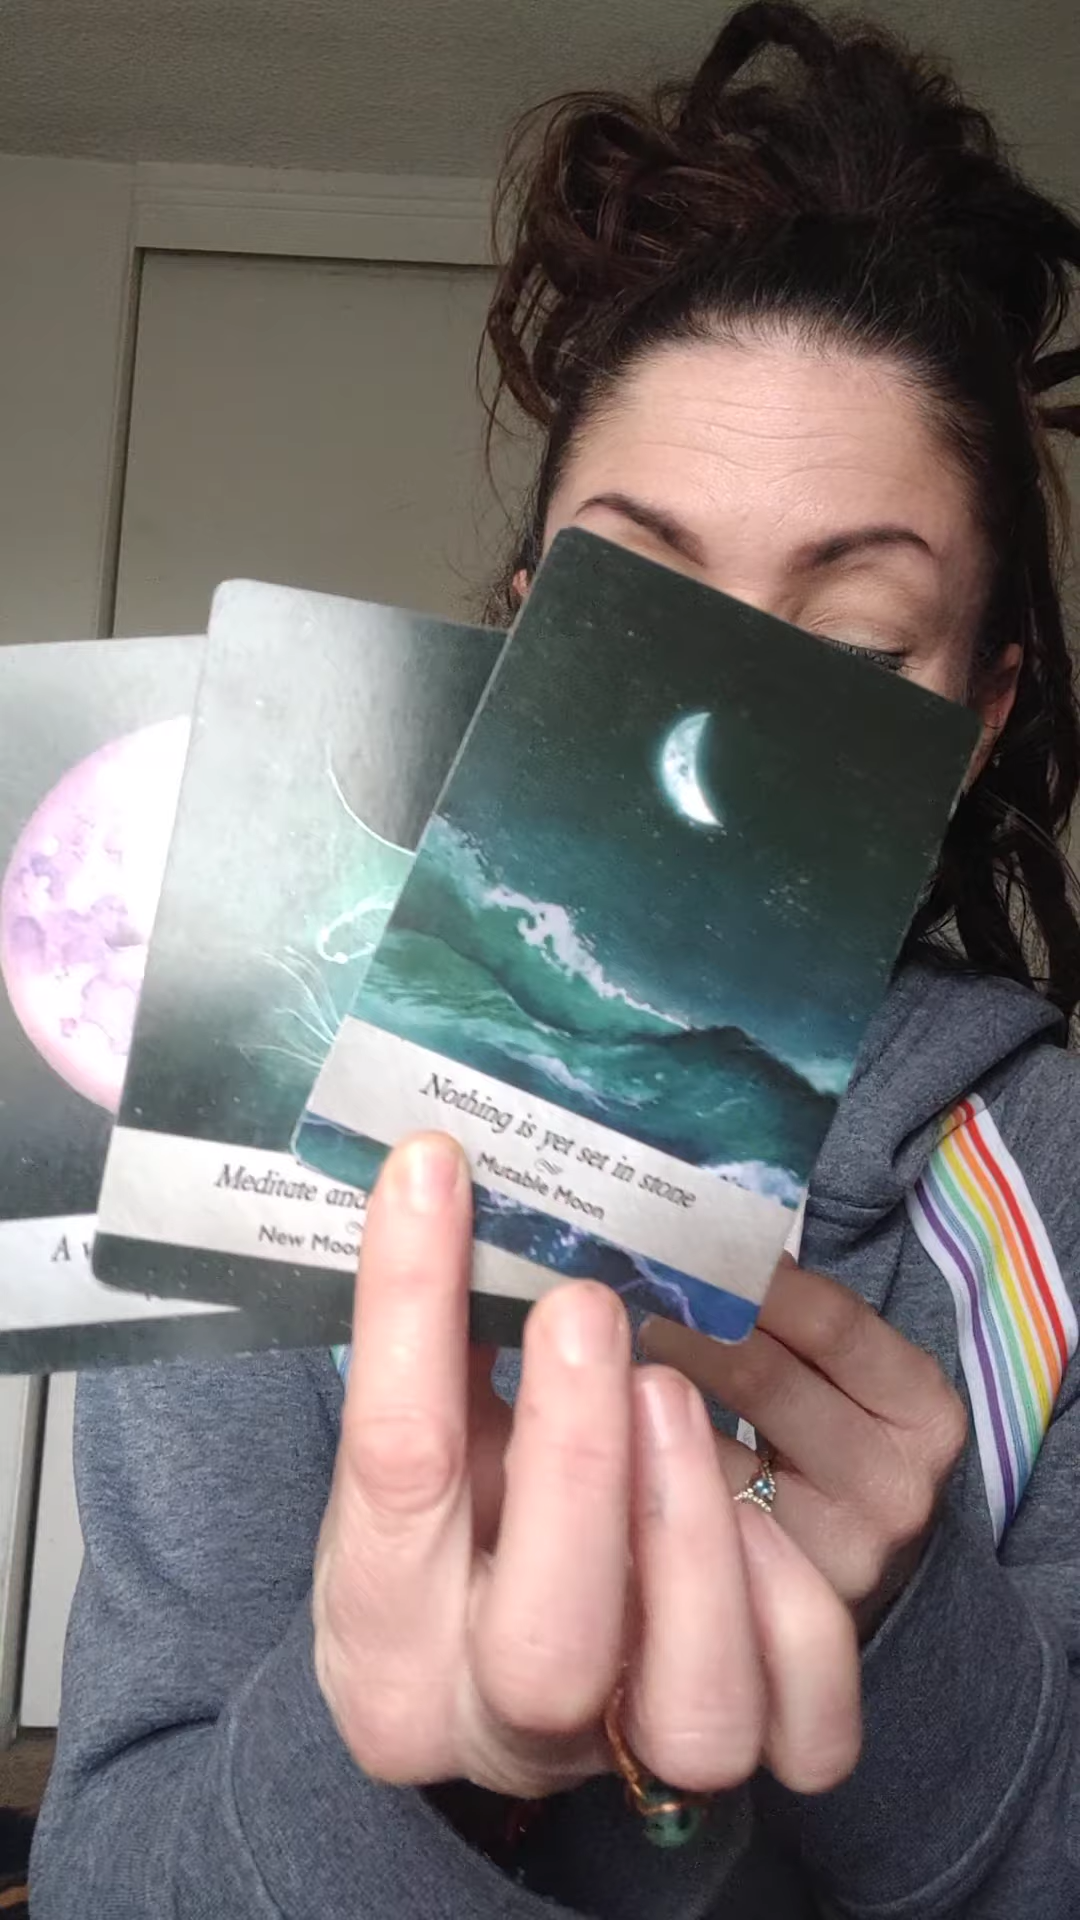 Nothing is yet set in stone
Mutable Moon
Meditate and
New Moon
A